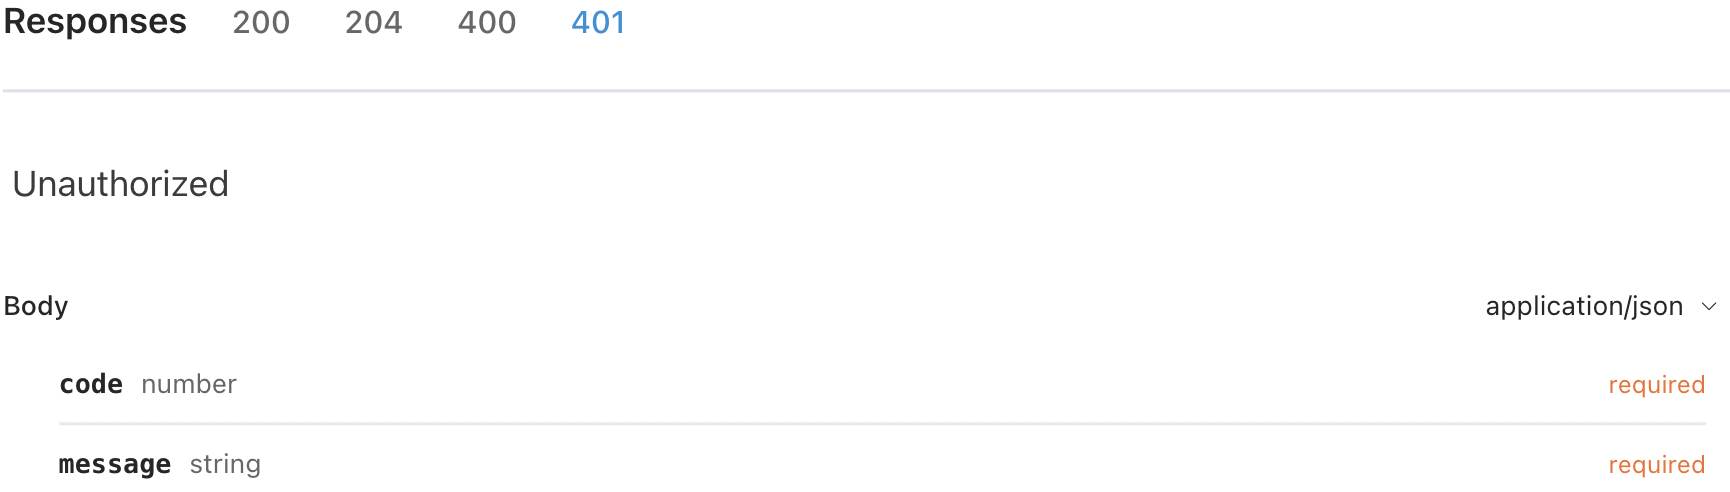 Responses 200 204 400 401
Unauthorized
Body application/json
code number required
message string required